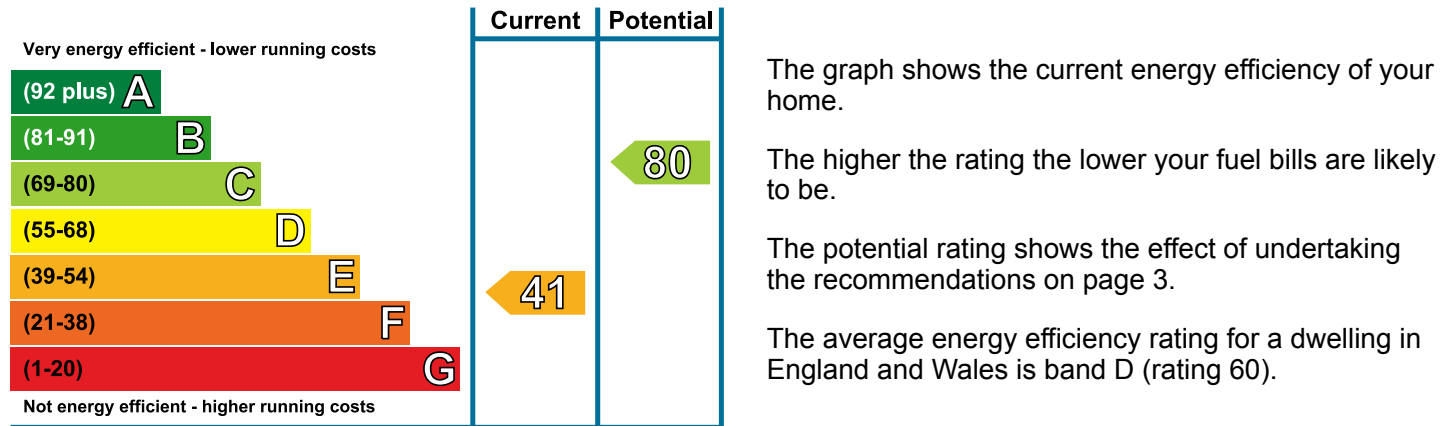 Current Potential
Very energy efficient - lower running costs
(92 plus) A
(81-91) B
80
(69-80) C
(55-68) D
(39-54) E
41
(21-38) F
(1-20) G
Not energy efficient - higher running costs
The graph shows the current energy efficiency of your
home.
The higher the rating the lower your fuel bills are likely
to be.
The potential rating shows the effect of undertaking
the recommendations on page 3.
The average energy efficiency rating for a dwelling in
England and Wales is band D (rating 60).